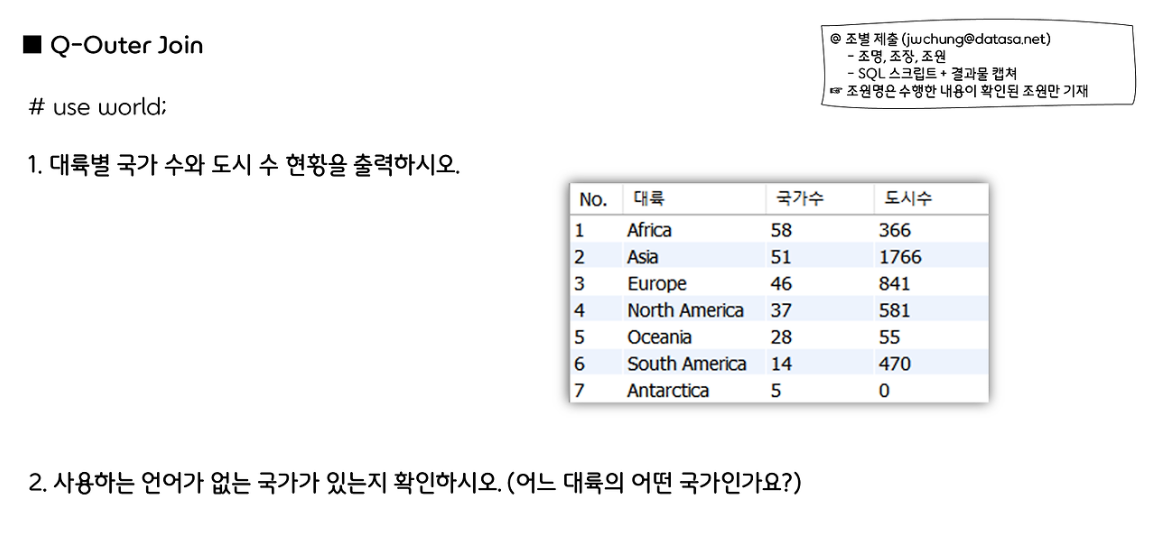 ■ Q-Outer Join
@ 조별 제출 (jwchung@datasa.net)
- 조명, 조장, 조원
- SQL 스크립트 + 결과물 캡쳐
☞ 조원명은 수행한 내용이 확인된 조원만 기재
# use world;
1. 대륙별 국가 수와 도시 수 현황을 출력하시오.
No. 대륙 국가수 도시수
1 Africa 58 366
2 Asia 51 1766
3 Europe 46 841
4 North America 37 581
5 Oceania 28 55
6 South America 14 470
7 Antarctica 5 0
2. 사용하는 언어가 없는 국가가 있는지 확인하시오. (어느 대륙의 어떤 국가인가요?)